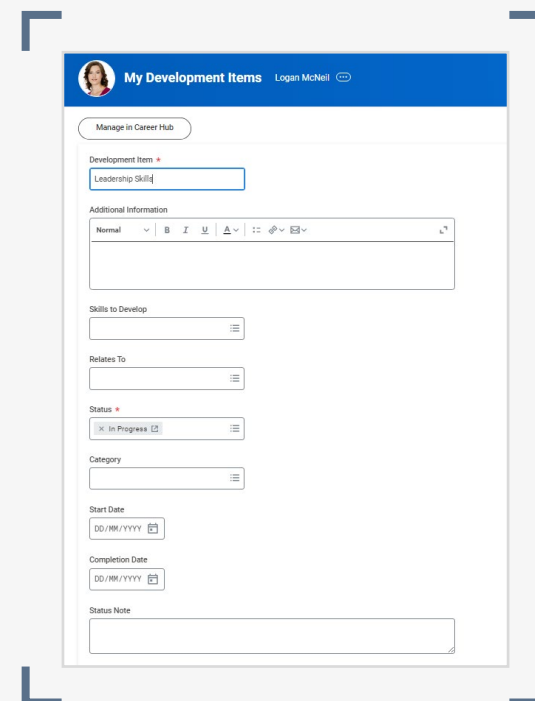 My Development Items Logan McNeil
Manage in Career Hub
Development Item *
Leadership Skills
Additional Information
Normal B I U A
Skills to Develop
Relates To
Status *
× In Progress
Category
Start Date
DD/MM/YYYY
Completion Date
DD/MM/YYYY
Status Note